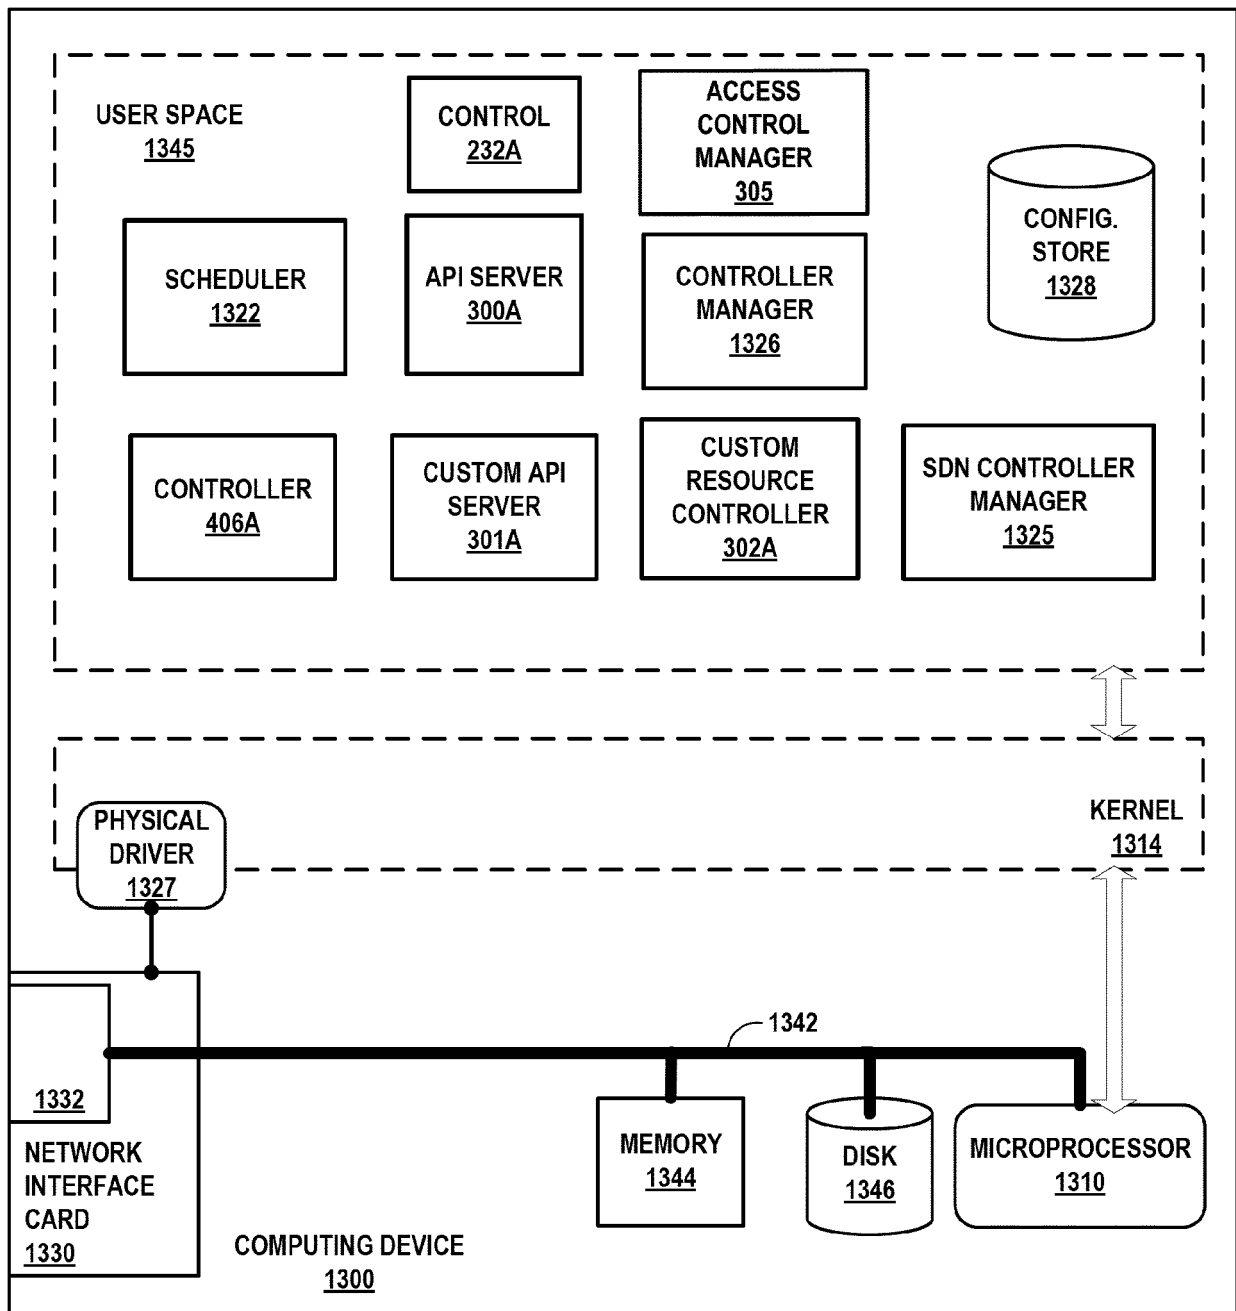 USER SPACE
1345
CONTROL
232A
ACCESS
CONTROL
MANAGER
305
CONFIG.
STORE
1328
SCHEDULER
1322
API SERVER
300A
CONTROLLER
MANAGER
1326
CONTROLLER
406A
CUSTOM API
SERVER
301A
CUSTOM
RESOURCE
CONTROLLER
302A
SDN CONTROLLER
MANAGER
1325
KERNEL
1314
PHYSICAL
DRIVER
1327
1342
1332
NETWORK
INTERFACE
CARD
1330
MEMORY
1344
DISK
1346
MICROPROCESSOR
1310
COMPUTING DEVICE
1300